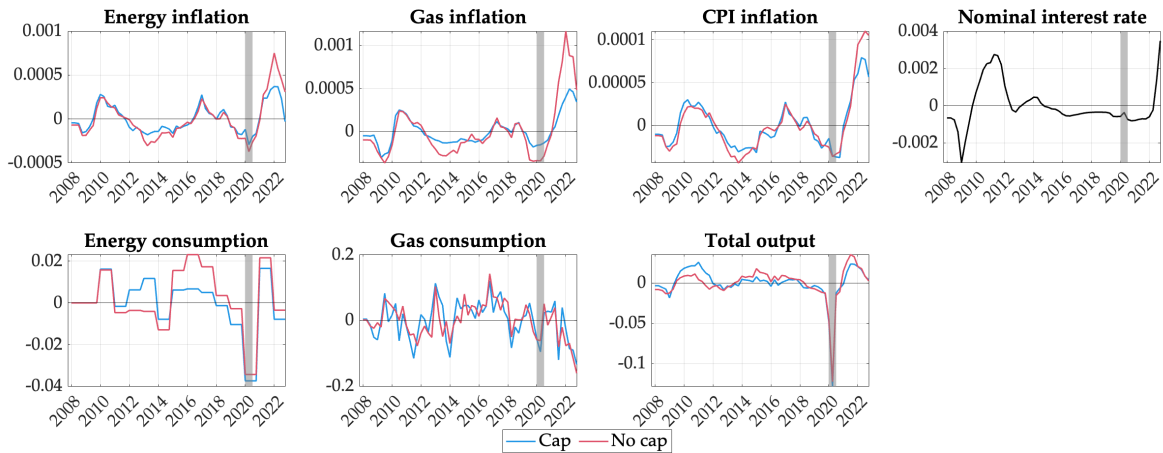 Energy inflation
0.001
0.0005
0
-0.0005
2008 2010 2012 2014 2016 2018 2020 2022
Gas inflation
0.001
0.0005
0
2008 2010 2012 2014 2016 2018 2020 2022
CPI inflation
0.0001
0.00005
0
2008 2010 2012 2014 2016 2018 2020 2022
Nominal interest rate
0.004
0.002
0
-0.002
2008 2010 2012 2014 2016 2018 2020 2022
Energy consumption
0.02
0
-0.02
-0.04
2008 2010 2012 2014 2016 2018 2020 2022
Gas consumption
0.2
0
-0.2
2008 2010 2012 2014 2016 2018 2020 2022
Total output
0
-0.05
-0.1
2008 2010 2012 2014 2016 2018 2020 2022
Cap No cap